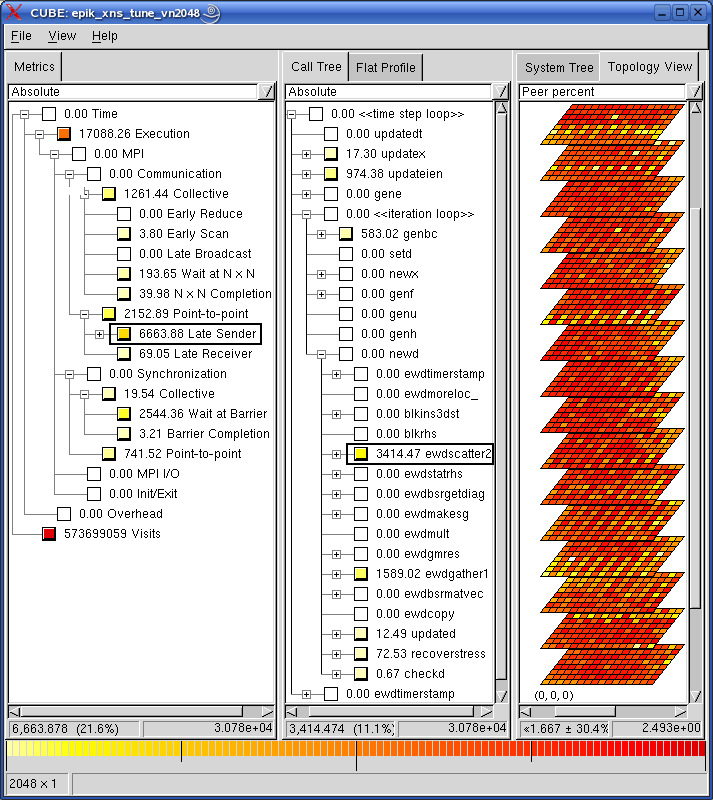 CUBE: epik_xns_tune_vn2048
File View Help
Metrics
Absolute
0.00 Time
17088.26 Execution
0.00 MPI
0.00 Communication
1261.44 Collective
0.00 Early Reduce
3.80 Early Scan
0.00 Late Broadcast
193.65 Wait at N x N
39.98 N x N Completion
2152.89 Point-to-point
6663.88 Late Sender
69.05 Late Receiver
0.00 Synchronization
19.54 Collective
2544.36 Wait at Barrier
3.21 Barrier Completion
741.52 Point-to-point
0.00 MPI I/O
0.00 Init/Exit
0.00 Overhead
573699059 Visits
6,663.878 (21.6%) 3.078e+04
Call Tree Flat Profile
Absolute
0.00 <<time step loop>>
0.00 updatedt
17.30 updatex
974.38 updateien
0.00 gene
0.00 <<iteration loop>>
583.02 genbc
0.00 setd
0.00 newx
0.00 genf
0.00 genu
0.00 genh
0.00 newd
0.00 ewdtimerstamp
0.00 ewdmoreloc_
0.00 blkins3dst
0.00 blkrhs
3414.47 ewdscatter2
0.00 ewdstatrhs
0.00 ewdbsrgetdiag
0.00 ewdmakesg
0.00 ewdmult
0.00 ewdgmres
1589.02 ewdgather1
0.00 ewdbsrmatvec
0.00 ewdcopy
12.49 updated
72.53 recoverstress
0.67 checkd
0.00 ewdtimerstamp
3,414.474 (11.1%) 3.078e+04
System Tree Topology View
Peer percent
(0, 0, 0)
«1.667 ± 30.4% 2.493e+00
2048 x 1